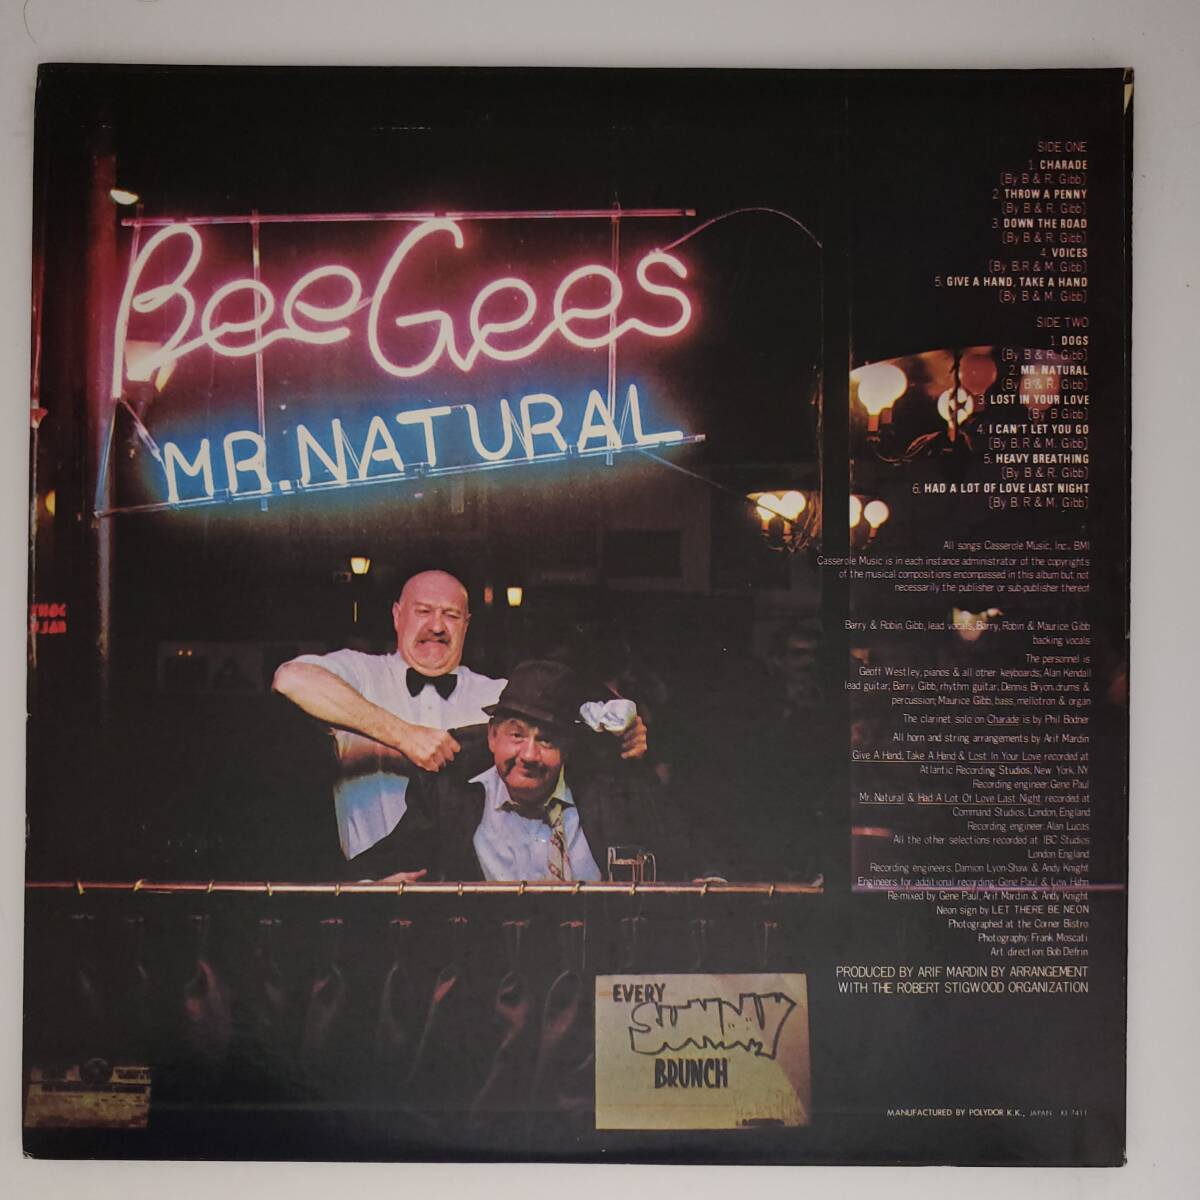 BeeGees
MR. NATURAL
SIDE ONE
1. CHARADE
(By B & R. Gibb)
2. THROW A PENNY
(By B & R. Gibb)
3. DOWN THE ROAD
(By B & R. Gibb)
4. VOICES
(By B.R & M. Gibb)
5. GIVE A HAND, TAKE A HAND
(By B & M. Gibb)
SIDE TWO
1. DOGS
(By B & R. Gibb)
2. MR. NATURAL
(By B & R. Gibb)
3. LOST IN YOUR LOVE
(By B Gibb)
4. I CAN'T LET YOU GO
(By B.R & M. Gibb)
5. HEAVY BREATHING
(By B & R. Gibb)
6. HAD A LOT OF LOVE LAST NIGHT
(By B. R & M. Gibb)
All songs Casserole Music, Inc., BMI
Casserole Music is in each instance administrator of the copyrights
of the musical compositions encompassed in this album but not
necessarily the publisher or sub-publisher thereof
Barry & Robin Gibb, lead vocals, Barry, Robin & Maurice Gibb
backing vocals
The personnel is
Geoff Westley, pianos & all other keyboards; Alan Kendall
lead guitar; Barry Gibb, rhythm guitar; Dennis Bryon, drums &
percussion; Maurice Gibb, bass, mellotron & organ
The clarinet solo on Charade is by Phil Bodner
All horn and string arrangements by Arif Mardin
Give A Hand, Take A Hand & Lost In Your Love recorded at
Atlantic Recording Studios, New York, NY
Recording engineer: Gene Paul
Mr. Natural & Had A Lot Of Love Last Night recorded at
Command Studios, London, England
Recording engineer: Alan Lucas
All the other selections recorded at IBC Studios
London England
Recording engineers: Damion Lyon-Shaw & Andy Knight
Engineers for additional recording: Gene Paul & Lew Hahn
Re-mixed by Gene Paul, Arif Mardin & Andy Knight
Neon sign by LET THERE BE NEON
Photographed at the Corner Bistro
Photography: Frank Moscati
Art direction: Bob Defrin
PRODUCED BY ARIF MARDIN BY ARRANGEMENT
WITH THE ROBERT STIGWOOD ORGANIZATION
EVERY
SUNDAY
BRUNCH
MANUFACTURED BY POLYDOR K.K., JAPAN KI 7411